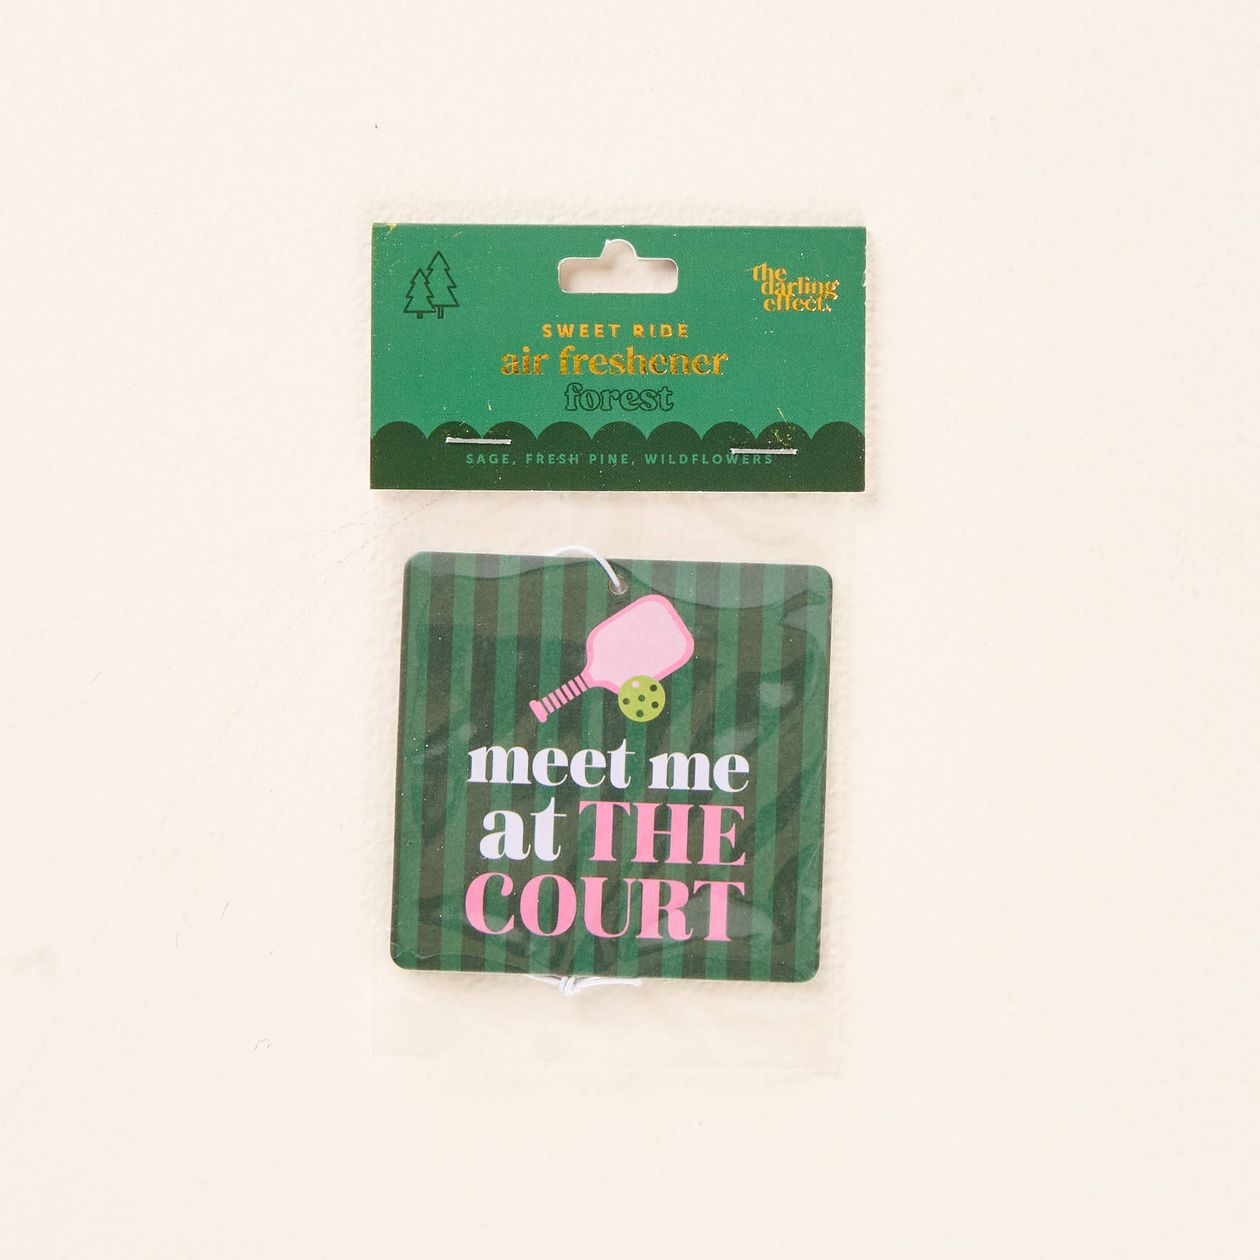 the
darling
effect.
SWEET RIDE
air freshener
forest
SAGE, FRESH PINE, WILDFLOWERS
meet me
at THE
COURT